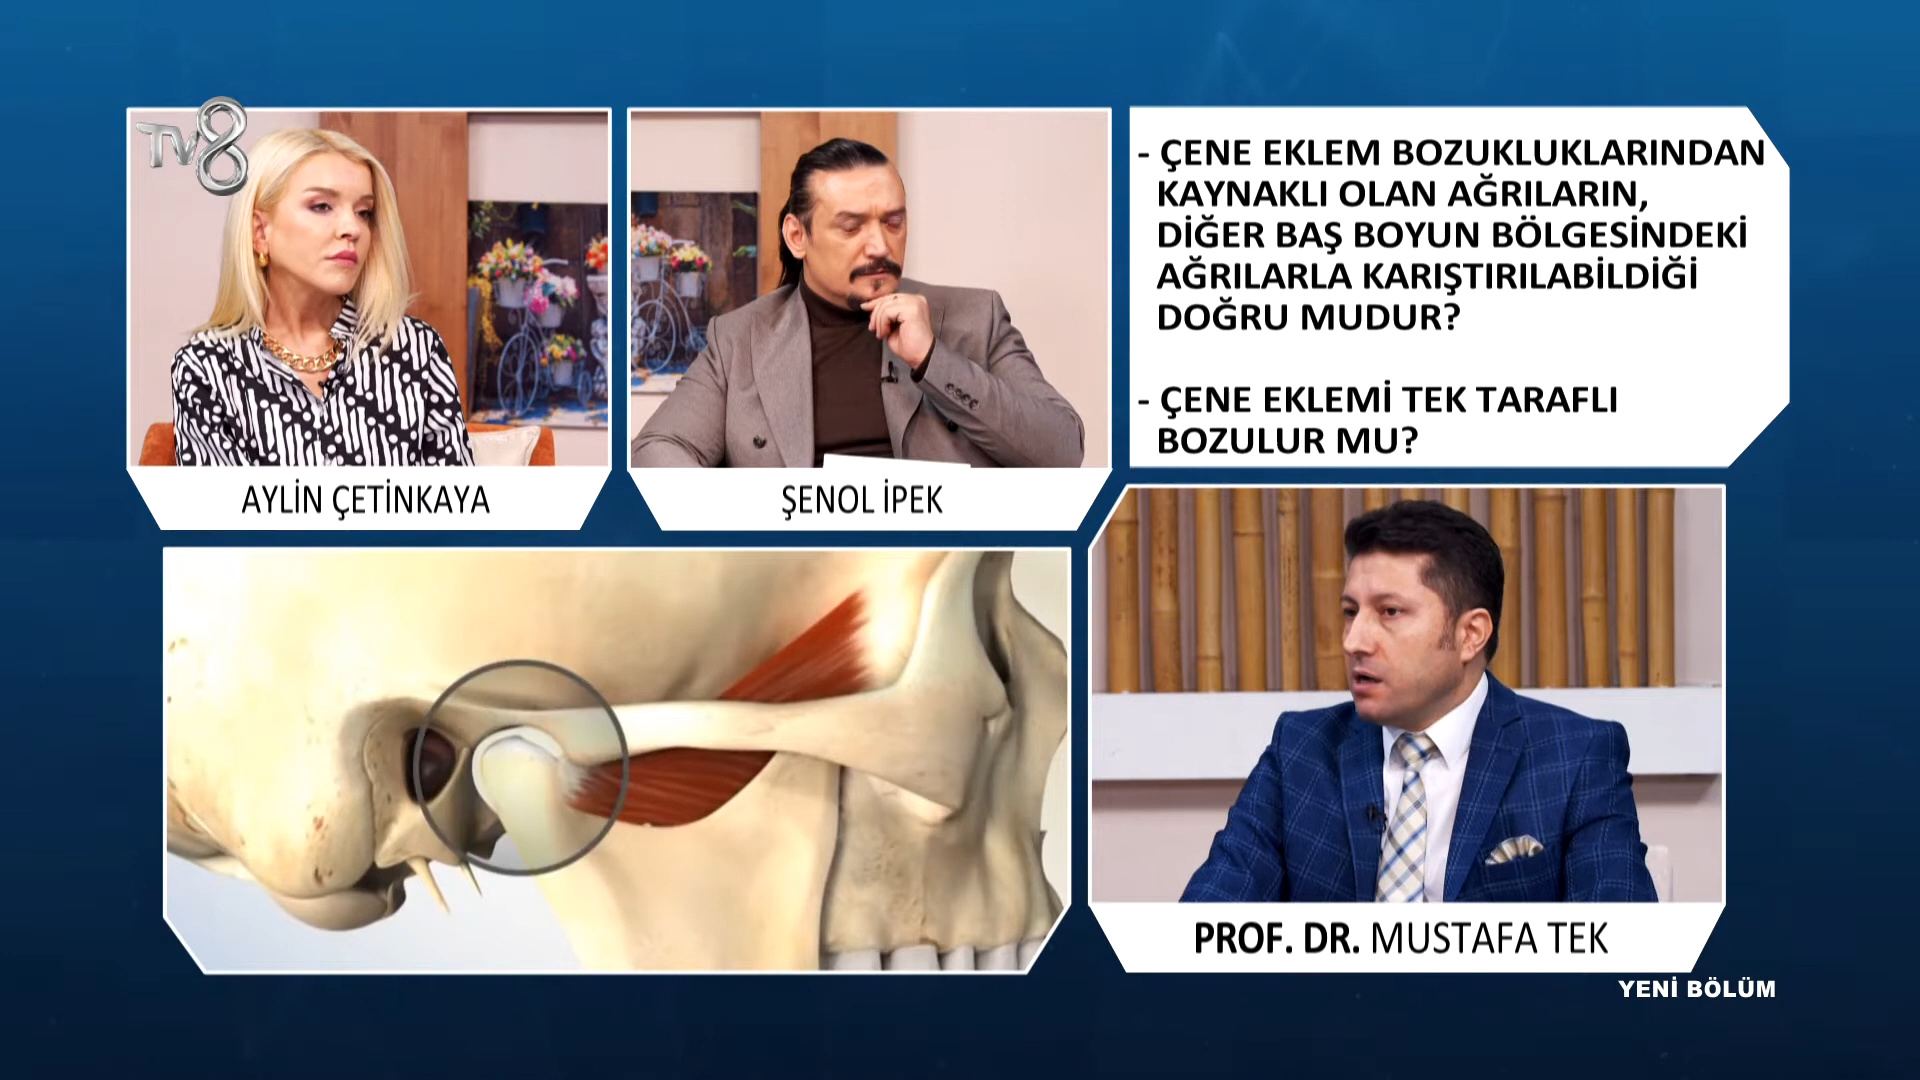 TV8
- ÇENE EKLEM BOZUKLUKLARINDAN
KAYNAKLI OLAN AĞRILARIN,
DİĞER BAŞ BOYUN BÖLGESİNDEKİ
AĞRILARLA KARIŞTIRILABİLDİĞİ
DOĞRU MUDUR?
- ÇENE EKLEMİ TEK TARAFLI
BOZULUR MU?
AYLİN ÇETİNKAYA
ŞENOL İPEK
PROF. DR. MUSTAFA TEK
YENİ BÖLÜM